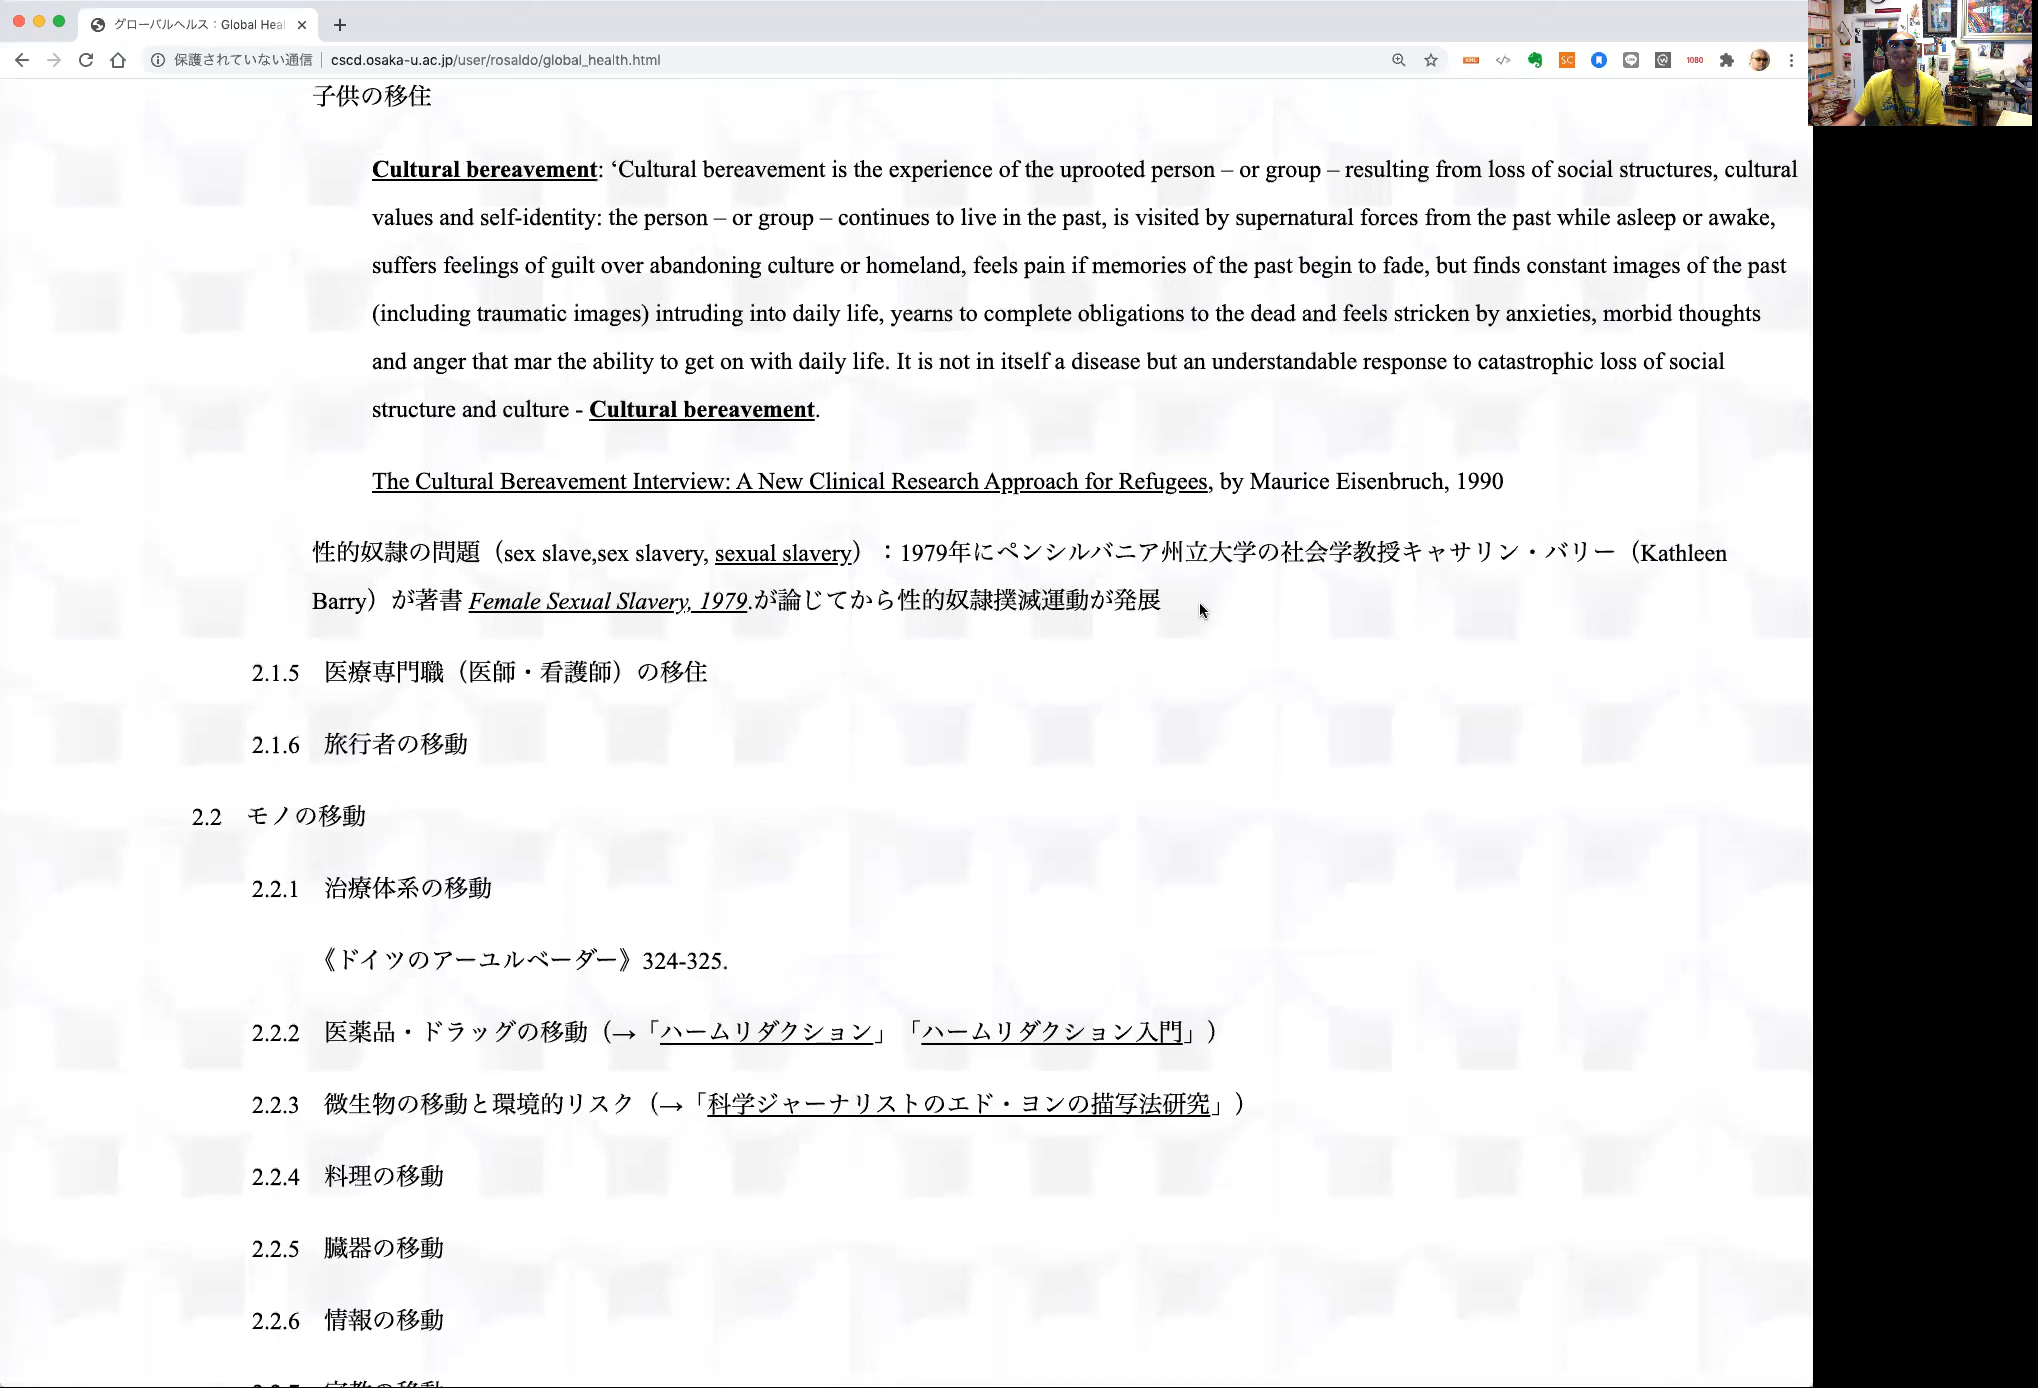 グローバルヘルス：Global Hea
保護されていない通信 | cscd.osaka-u.ac.jp/user/rosaldo/global_health.html
子供の移住
Cultural bereavement: ‘Cultural bereavement is the experience of the uprooted person – or group – resulting from loss of social structures, cultural
values and self-identity: the person – or group – continues to live in the past, is visited by supernatural forces from the past while asleep or awake,
suffers feelings of guilt over abandoning culture or homeland, feels pain if memories of the past begin to fade, but finds constant images of the past
(including traumatic images) intruding into daily life, yearns to complete obligations to the dead and feels stricken by anxieties, morbid thoughts
and anger that mar the ability to get on with daily life. It is not in itself a disease but an understandable response to catastrophic loss of social
structure and culture - Cultural bereavement.
The Cultural Bereavement Interview: A New Clinical Research Approach for Refugees, by Maurice Eisenbruch, 1990
性的奴隷の問題（sex slave,sex slavery, sexual slavery）：1979年にペンシルバニア州立大学の社会学教授キャサリン・バリー（Kathleen
Barry）が著書 Female Sexual Slavery, 1979.が論じてから性的奴隷撲滅運動が発展
2.1.5　医療専門職（医師・看護師）の移住
2.1.6　旅行者の移動
2.2　モノの移動
2.2.1　治療体系の移動
《ドイツのアーユルベーダー》324-325.
2.2.2　医薬品・ドラッグの移動（→「ハームリダクション」「ハームリダクション入門」）
2.2.3　微生物の移動と環境的リスク（→「科学ジャーナリストのエド・ヨンの描写法研究」）
2.2.4　料理の移動
2.2.5　臓器の移動
2.2.6　情報の移動